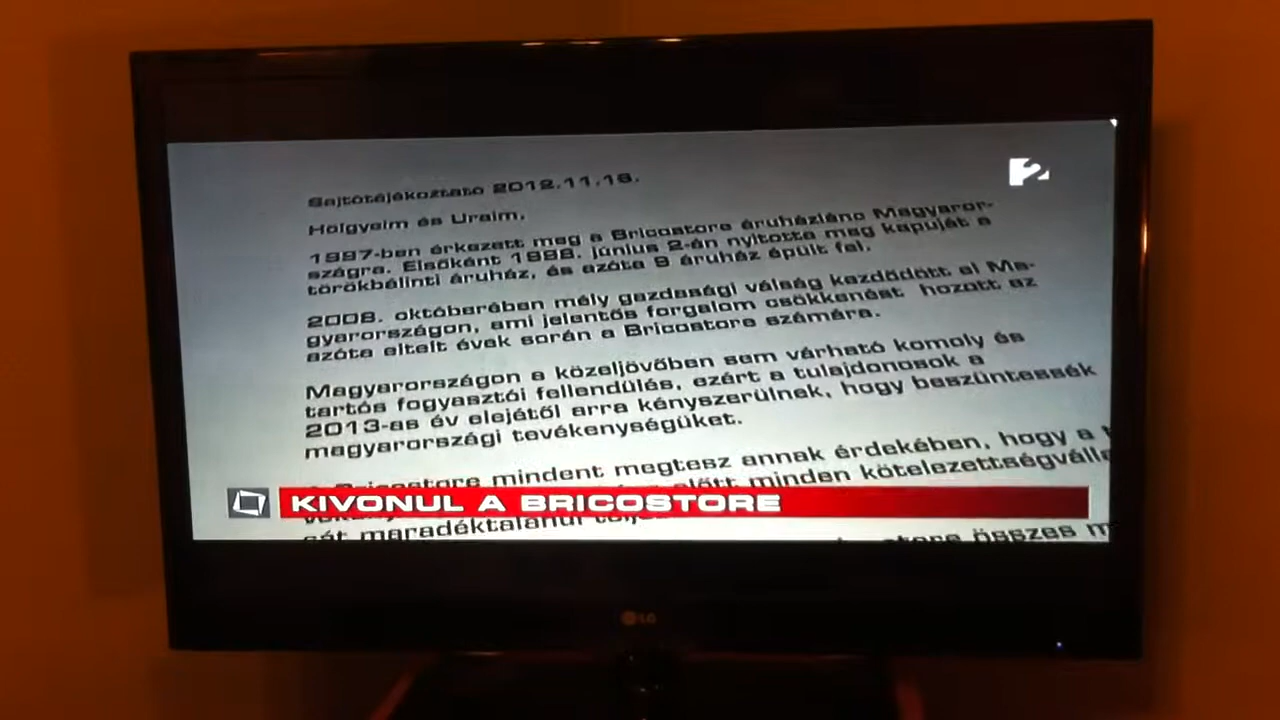 Sajtótájékoztató 2012.11.16.
2
Hölgyeim és Uraim,
1997-ben érkezett meg a Bricostore áruházlánc Magyaror-
szágra. Elsőként 1998. június 2-án nyitotta meg kapuját a
törökbálinti áruház, és azóta 9 áruház épült fel.
2008. októberében mély gazdasági válság kezdődött el Ma-
gyarországon, ami jelentős forgalom csökkenést hozott az
azóta eltelt évek során a Bricostore számára.
Magyarországon a közeljövőben sem várható komoly és
tartós fogyasztói fellendülés, ezért a tulajdonosok a
2013-as év elejétől arra kényszerülnek, hogy beszüntessék
magyarországi tevékenységüket.
Bricostore mindent megtesz annak érdekében, hogy a t
előtt minden kötelezettségválla
KIVONUL A BRICOSTORE
sát maradéktalanul
összes m
LG